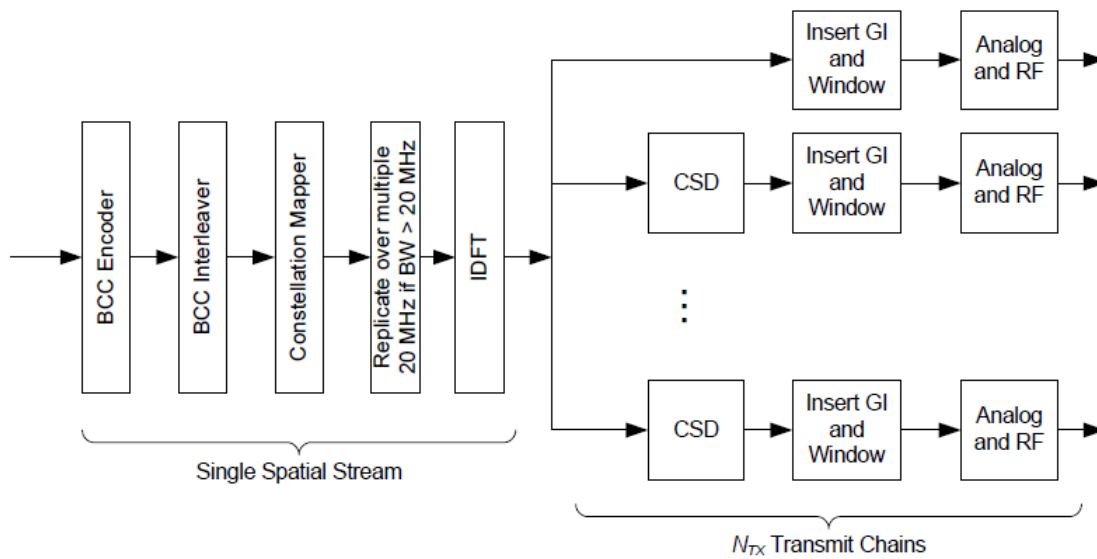 Insert GI
and
Window
Analog
and RF
BCC Encoder
BCC Interleaver
Constellation Mapper
Replicate over multiple
20 MHz if BW > 20 MHz
IDFT
CSD
Insert GI
and
Window
Analog
and RF
CSD
Insert GI
and
Window
Analog
and RF
Single Spatial Stream
N_TX Transmit Chains